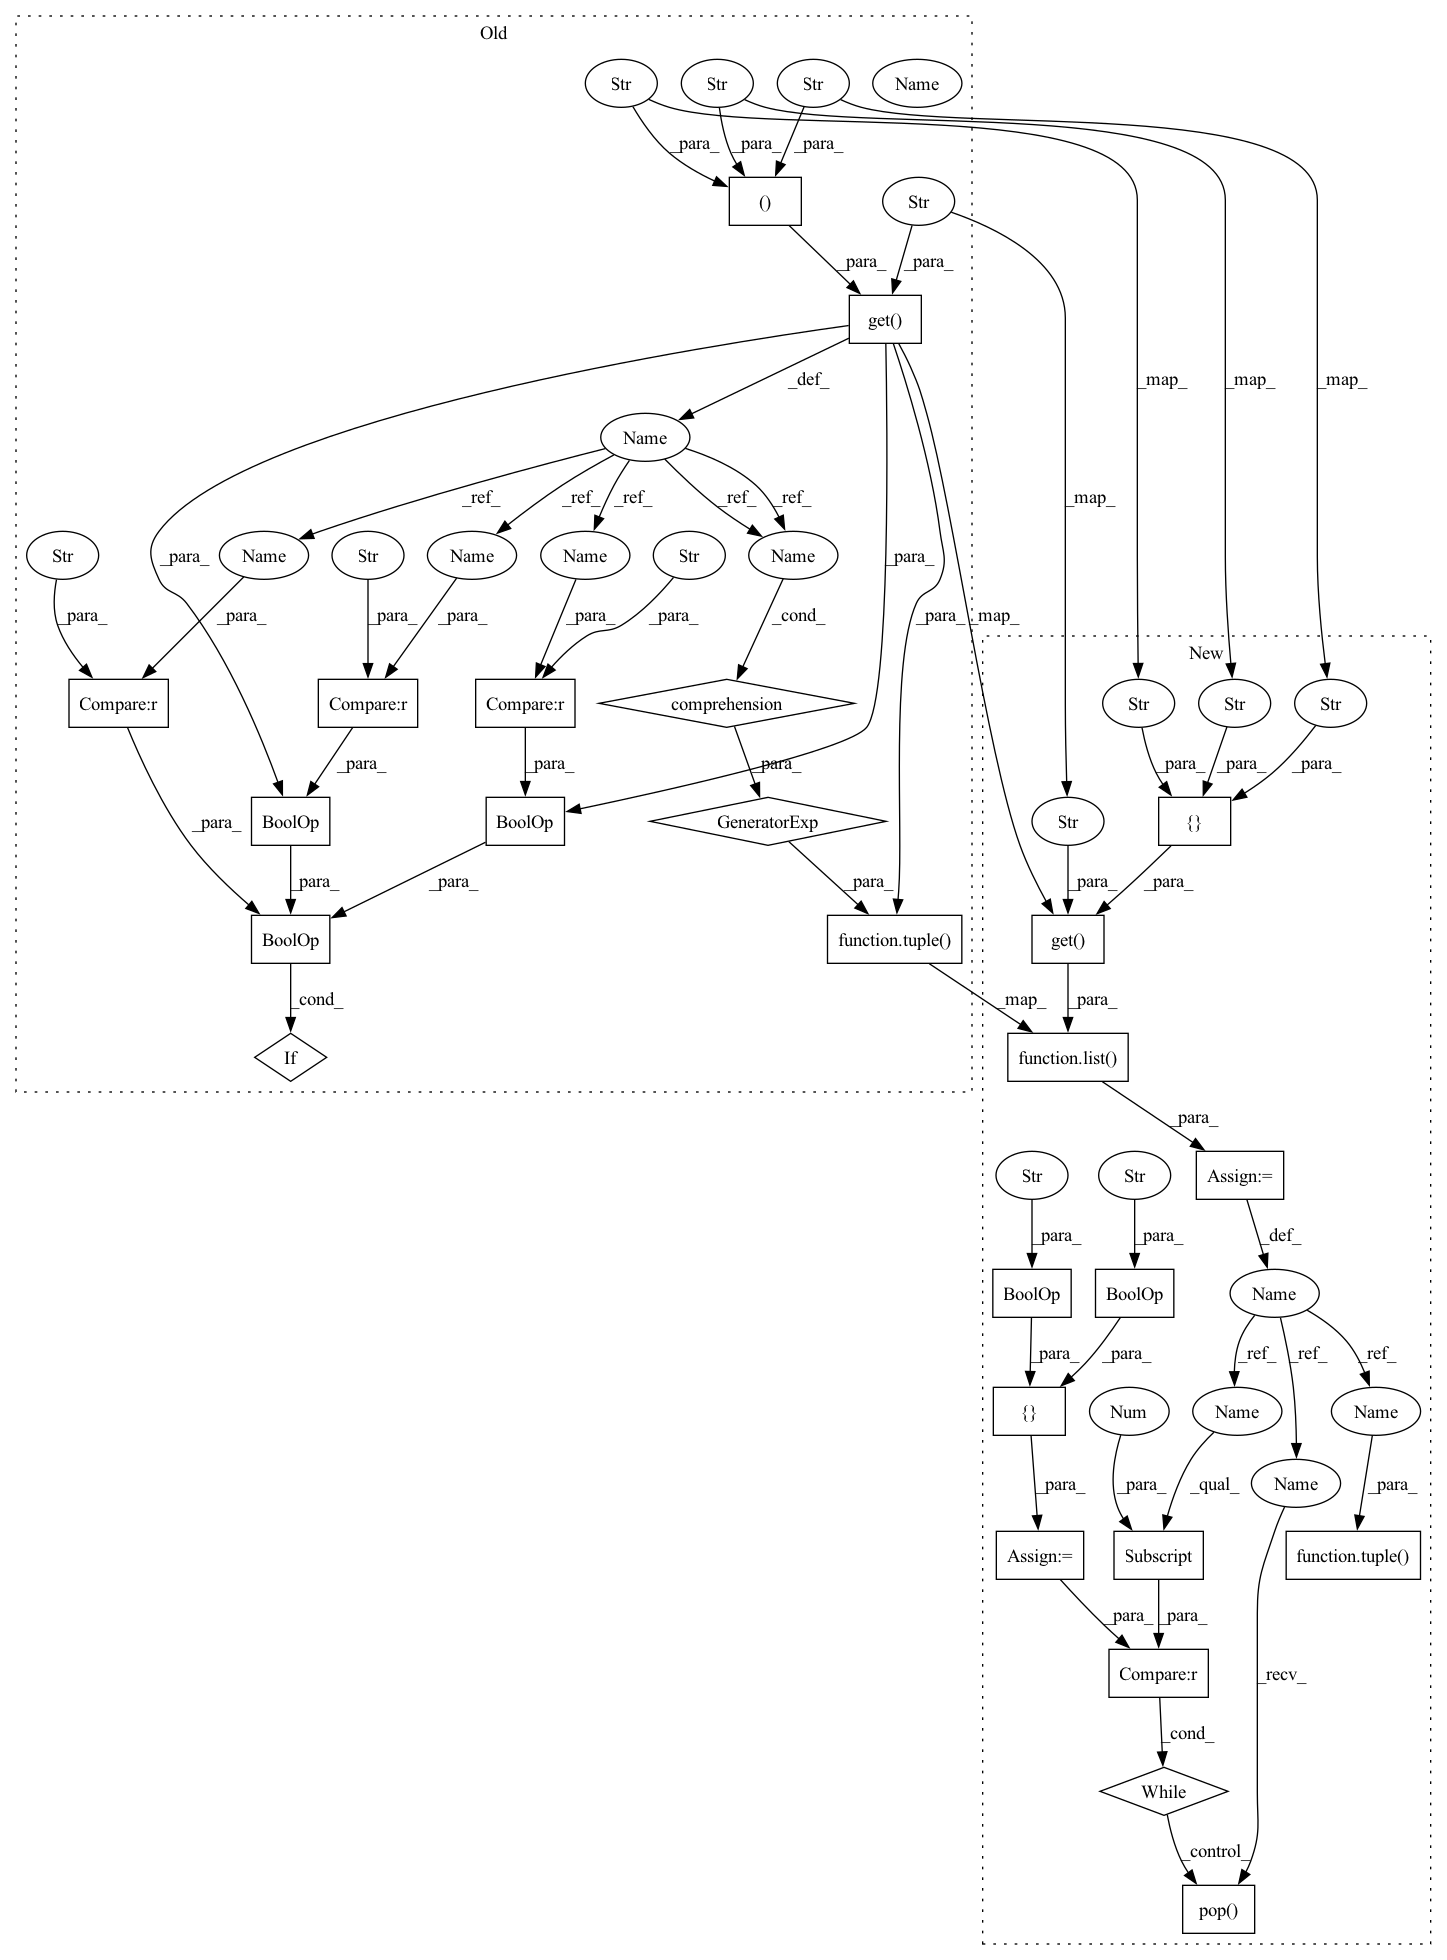 Old
Str Str Str Name
_para_ _para_ _para_
() Str
_para_ _para_
get()
_map_ _map_ _map_
_def_
Name
_map_
_ref_ _ref_ _ref_ _ref_ _ref_
Str Name Str Name Name Str Name
_para_ _para_
_para_ _para_ _para_ _para_ _para_ _cond_ _para_ _map_
New
Compare:r Compare:r Compare:r comprehension Str Str Str
_para_ _para_ _para_ _para_ _para_ _para_
_para_ BoolOp BoolOp GeneratorExp Str {}
_para_ _para_ _para_ _para_ _para_
BoolOp function.tuple() get()
_cond_ _map_ _para_
If function.list()
_para_
Str Str Assign:=
_para_ _para_ _def_
BoolOp BoolOp Name
_para_ _para_ _ref_ _ref_ _ref_
{} Num Name Name
_para_ _para_ _qual_ Name _para_
Assign:= Subscript function.tuple()
_para_ _para_
Compare:r _recv_
_cond_
While
_control_
pop()